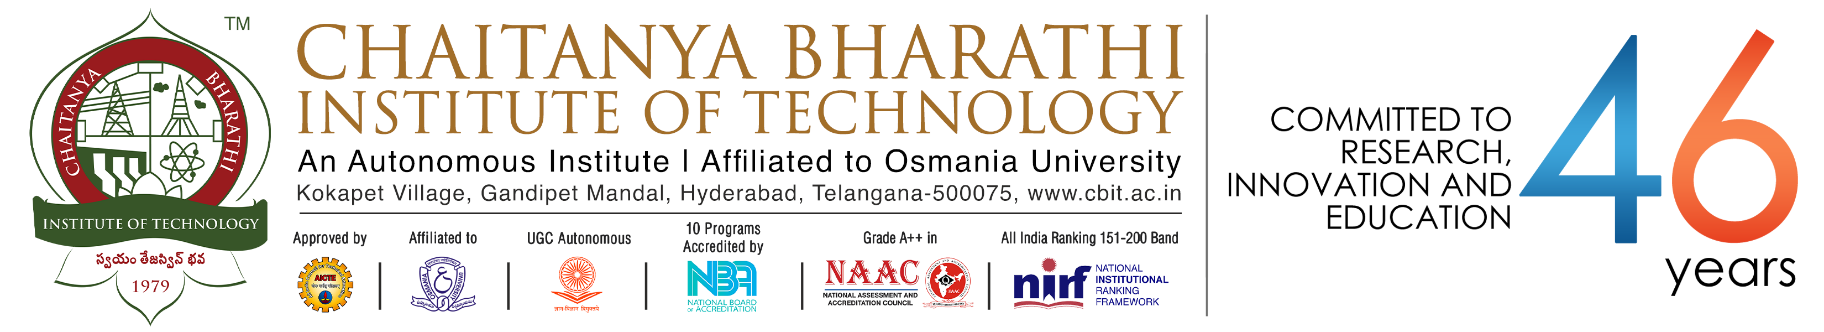 TM
CHAITANYA BHARATHI
INSTITUTE OF TECHNOLOGY
స్వయం తేజస్విన్ భవ
1979
CHAITANYA BHARATHI
INSTITUTE OF TECHNOLOGY
An Autonomous Institute | Affiliated to Osmania University
Kokapet Village, Gandipet Mandal, Hyderabad, Telangana-500075, www.cbit.ac.in
Approved by
AICTE
Affiliated to
UGC Autonomous
10 Programs
Accredited by
NBA
NATIONAL BOARD
OF ACCREDITATION
Grade A++ in
NAAC
NATIONAL ASSESSMENT AND
ACCREDITATION COUNCIL
All India Ranking 151-200 Band
nirf
NATIONAL
INSTITUTIONAL
RANKING
FRAMEWORK
COMMITTED TO
RESEARCH,
INNOVATION AND
EDUCATION
46
years